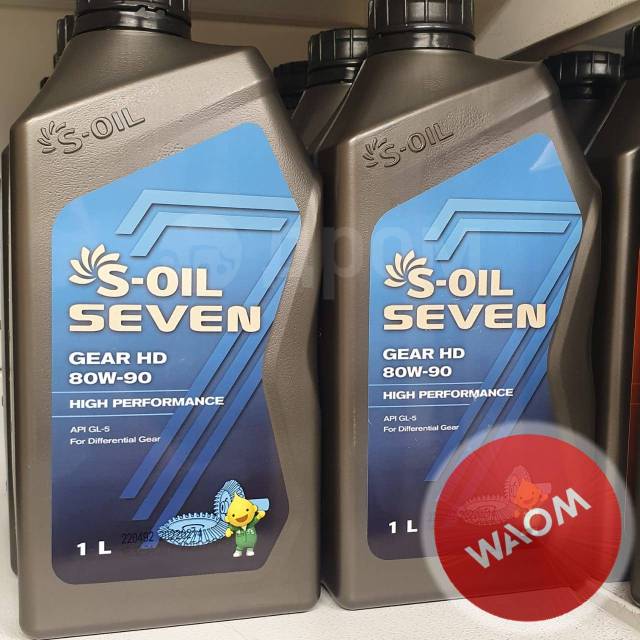 S-OIL
S-OIL
SEVEN
GEAR HD
80W-90
HIGH PERFORMANCE
API GL-5
For Differential Gear
1 L
S-OIL
S-OIL
SEVEN
GEAR HD
80W-90
HIGH PERFORMANCE
API GL-5
For Differential Gear
1 L
WAOM
дром